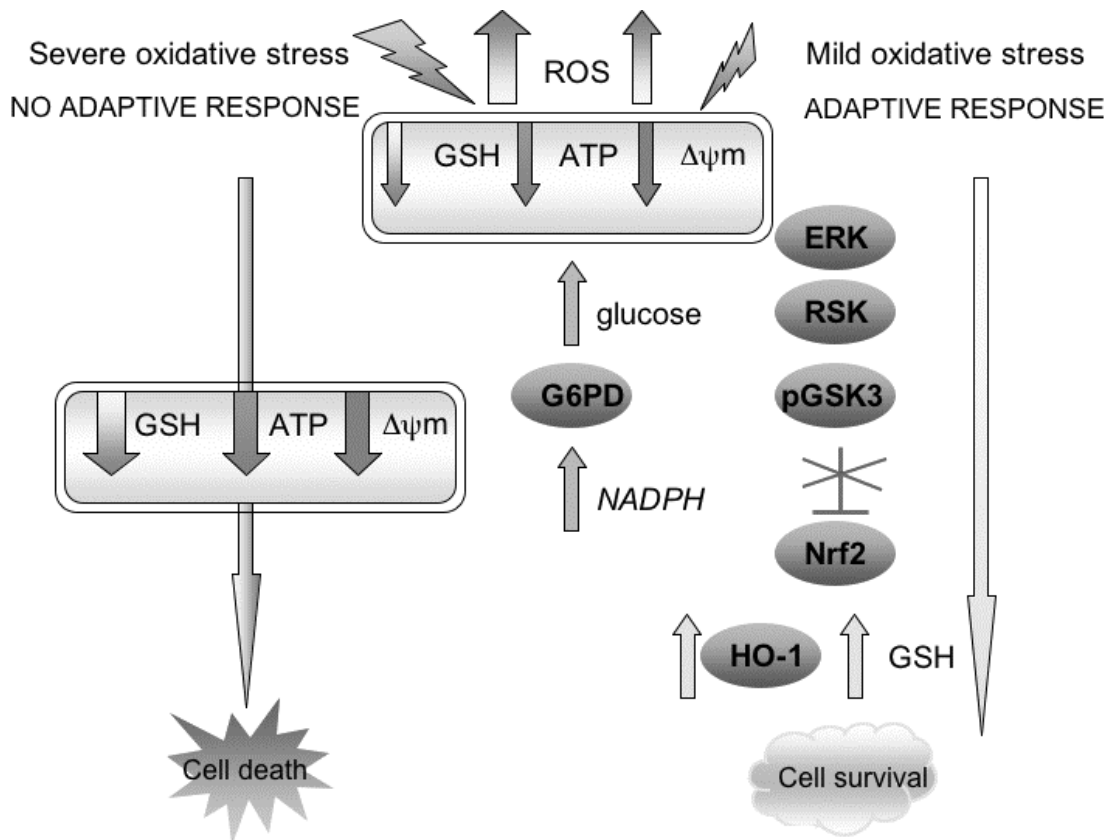 Severe oxidative stress
NO ADAPTIVE RESPONSE
ROS
Mild oxidative stress
ADAPTIVE RESPONSE
GSH ATP Δψm
ERK
glucose
RSK
G6PD
pGSK3
GSH ATP Δψm
NADPH
Nrf2
HO-1
GSH
Cell death
Cell survival